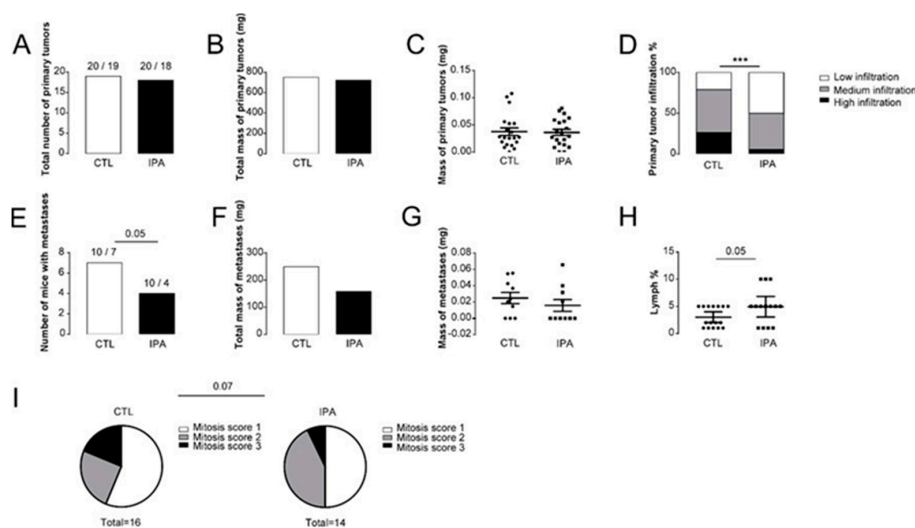 A
Total number of primary tumors
20
15
10
5
0
20 / 19
20 / 18
CTL
IPA
B
Total mass of primary tumors (mg)
800
600
400
200
0
CTL
IPA
C
Mass of primary tumors (mg)
0.15
0.10
0.05
0.00
CTL
IPA
D
Primary tumor infiltration %
100
50
0
***
CTL
IPA
Low infiltration
Medium infiltration
High infiltration
E
Number of mice with metastases
8
6
4
2
0
0.05
10 / 7
10 / 4
CTL
IPA
F
Total mass of metastases (mg)
300
200
100
0
CTL
IPA
G
Mass of metastases (mg)
0.08
0.06
0.04
0.02
0.00
-0.02
CTL
IPA
H
Lymph %
15
10
5
0
0.05
CTL
IPA
I
0.07
CTL
Mitosis score 1
Mitosis score 2
Mitosis score 3
Total=16
IPA
Mitosis score 1
Mitosis score 2
Mitosis score 3
Total=14